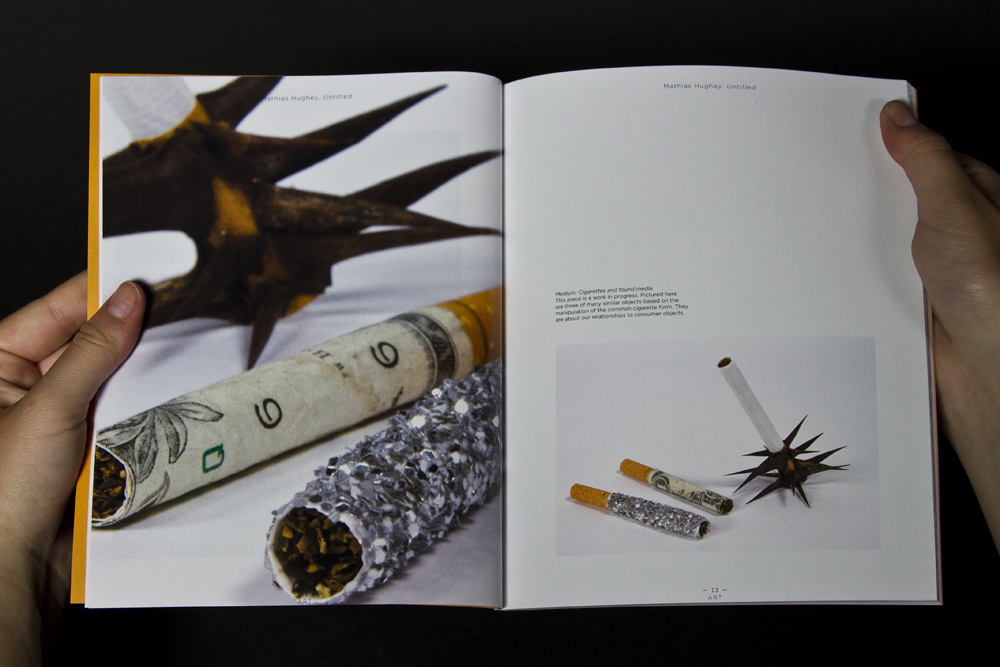 athias Hughey, Untitled
6
6
Q
ART
Mathias Hughey, Untitled
Medium: Cigarettes and found media
This piece is a work in progress. Pictured here
are three of many similar objects based on the
manipulation of the common cigarette form. They
are about our relationships to consumer objects.
— 13 —
ART